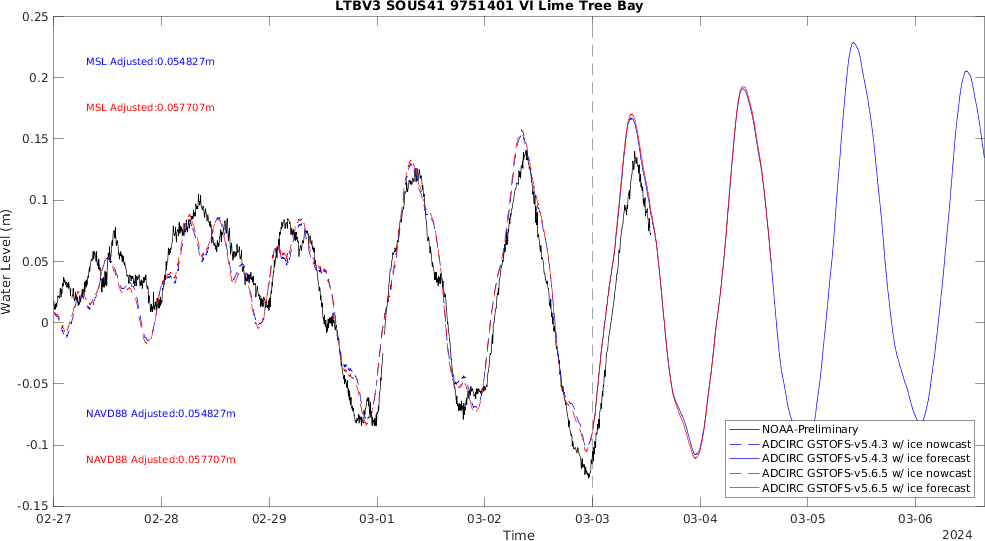 LTBV3 SOUS41 9751401 VI Lime Tree Bay
0.25
0.2
0.15
0.1
0.05
0
-0.05
-0.1
-0.15
Water Level (m)
MSL Adjusted:0.054827m
MSL Adjusted:0.057707m
NAVD88 Adjusted:0.054827m
NAVD88 Adjusted:0.057707m
NOAA-Preliminary
ADCIRC GSTOFS-v5.4.3 w/ ice nowcast
ADCIRC GSTOFS-v5.4.3 w/ ice forecast
ADCIRC GSTOFS-v5.6.5 w/ ice nowcast
ADCIRC GSTOFS-v5.6.5 w/ ice forecast
02-27 02-28 02-29 03-01 03-02 03-03 03-04 03-05 03-06
Time
2024